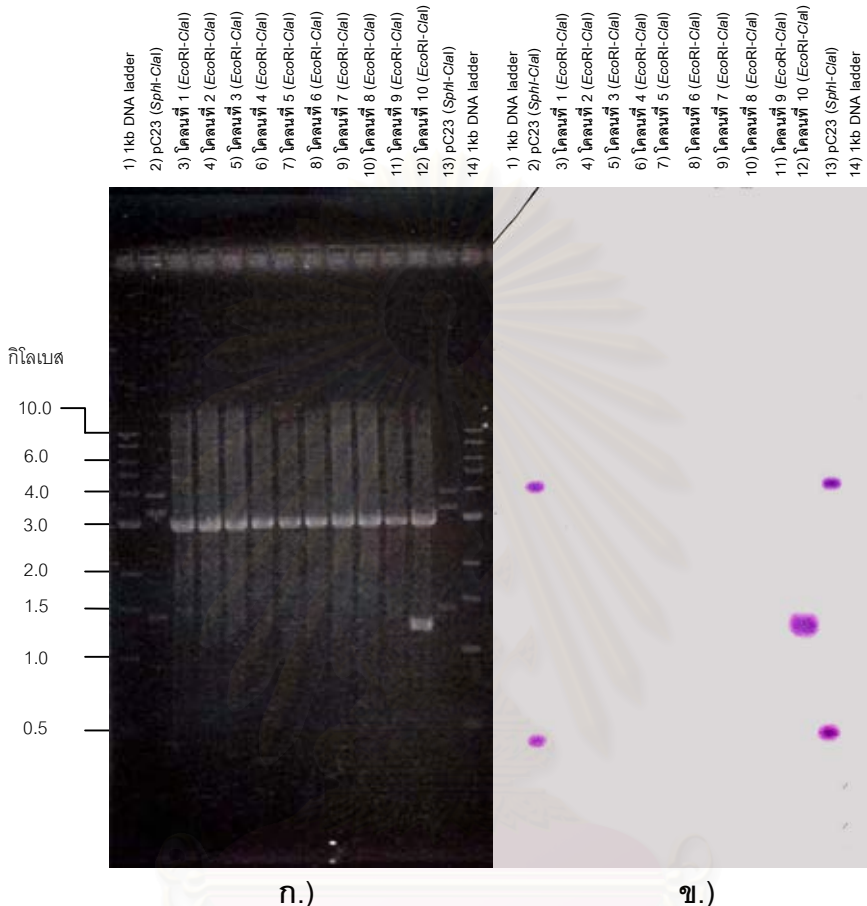 1) 1kb DNA ladder
2) pC23 (SphI-ClaI)
3) โคลนที่ 1 (EcoRI-ClaI)
4) โคลนที่ 2 (EcoRI-ClaI)
5) โคลนที่ 3 (EcoRI-ClaI)
6) โคลนที่ 4 (EcoRI-ClaI)
7) โคลนที่ 5 (EcoRI-ClaI)
8) โคลนที่ 6 (EcoRI-ClaI)
9) โคลนที่ 7 (EcoRI-ClaI)
10) โคลนที่ 8 (EcoRI-ClaI)
11) โคลนที่ 9 (EcoRI-ClaI)
12) โคลนที่ 10 (EcoRI-ClaI)
13) pC23 (SphI-ClaI)
14) 1kb DNA ladder
1) 1kb DNA ladder
2) pC23 (SphI-ClaI)
3) โคลนที่ 1 (EcoRI-ClaI)
4) โคลนที่ 2 (EcoRI-ClaI)
5) โคลนที่ 3 (EcoRI-ClaI)
6) โคลนที่ 4 (EcoRI-ClaI)
7) โคลนที่ 5 (EcoRI-ClaI)
8) โคลนที่ 6 (EcoRI-ClaI)
9) โคลนที่ 7 (EcoRI-ClaI)
10) โคลนที่ 8 (EcoRI-ClaI)
11) โคลนที่ 9 (EcoRI-ClaI)
12) โคลนที่ 10 (EcoRI-ClaI)
13) pC23 (SphI-ClaI)
14) 1kb DNA ladder
กิโลเบส
10.0
6.0
4.0
3.0
2.0
1.5
1.0
0.5
ก.)
ข.)